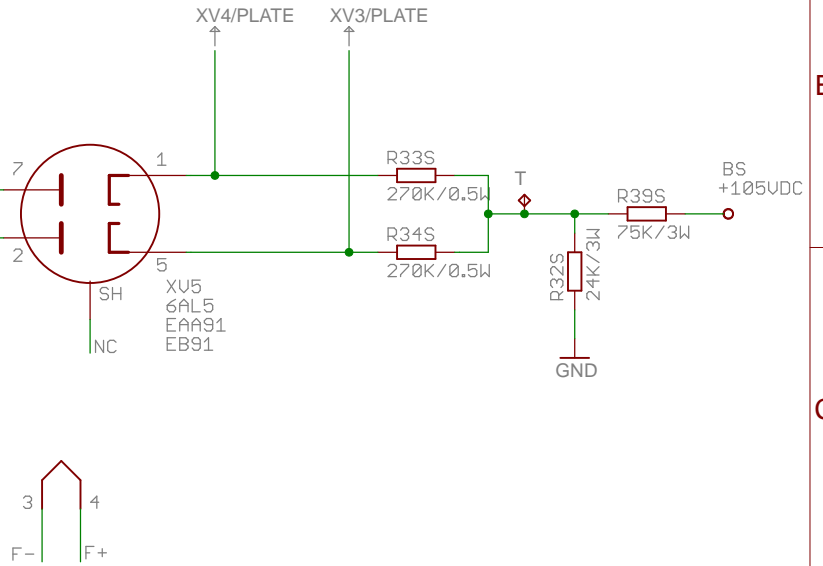 XV4/PLATE
XV3/PLATE
7
1
2
5
SH
NC
XV5
6AL5
EAA91
EB91
R33S
270K/0.5W
R34S
270K/0.5W
T
R32S
24K/3W
GND
R39S
75K/3W
BS
+105VDC
3
4
F-
F+